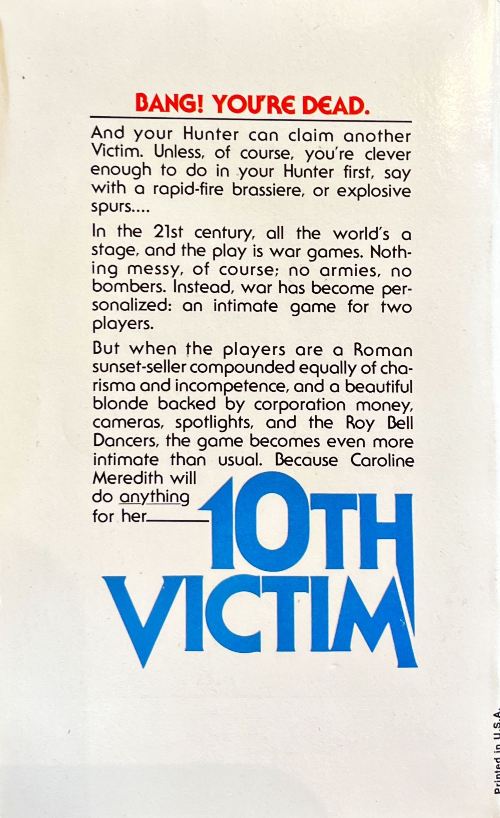 BANG! YOU'RE DEAD.
And your Hunter can claim another
Victim. Unless, of course, you're clever
enough to do in your Hunter first, say
with a rapid-fire brassiere, or explosive
spurs....
In the 21st century, all the world's a
stage, and the play is war games. Noth-
ing messy, of course; no armies, no
bombers. Instead, war has become per-
sonalized: an intimate game for two
players.
But when the players are a Roman
sunset-seller compounded equally of cha-
risma and incompetence, and a beautiful
blonde backed by corporation money,
cameras, spotlights, and the Roy Bell
Dancers, the game becomes even more
intimate than usual. Because Caroline
Meredith will
do anything
for her
10TH
VICTIM
Printed in U.S.A.